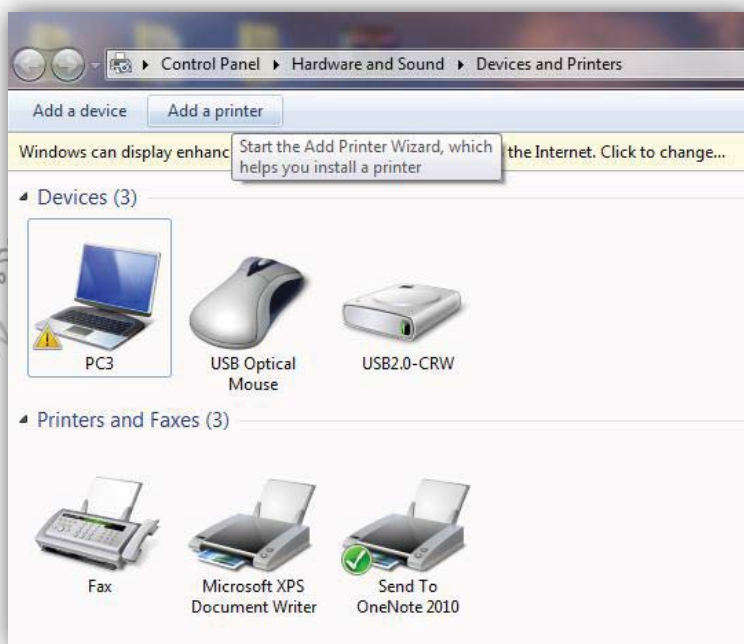 Control Panel ▸ Hardware and Sound ▸ Devices and Printers
Add a device Add a printer
Windows can display enhanc
Start the Add Printer Wizard, which
helps you install a printer
the Internet. Click to change...
Devices (3)
PC3
USB Optical
Mouse
USB2.0-CRW
Printers and Faxes (3)
Fax
Microsoft XPS
Document Writer
Send To
OneNote 2010